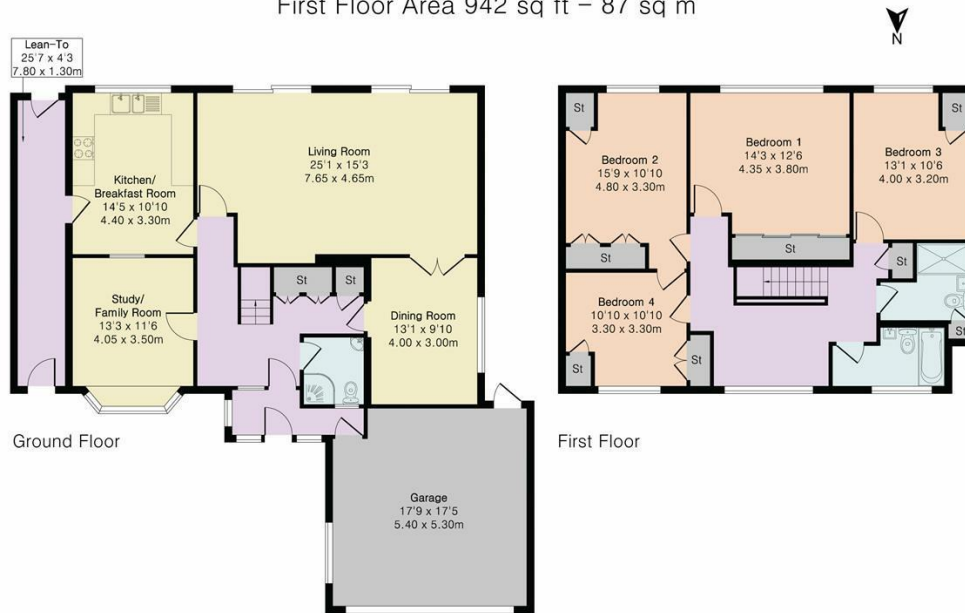 First Floor Area 942 sq ft – 87 sq m
N
Lean-To
25'7 x 4'3
7.80 x 1.30m
Kitchen/
Breakfast Room
14'5 x 10'10
4.40 x 3.30m
Living Room
25'1 x 15'3
7.65 x 4.65m
Study/
Family Room
13'3 x 11'6
4.05 x 3.50m
St
St
Dining Room
13'1 x 9'10
4.00 x 3.00m
Ground Floor
Garage
17'9 x 17'5
5.40 x 5.30m
St
Bedroom 2
15'9 x 10'10
4.80 x 3.30m
St
Bedroom 1
14'3 x 12'6
4.35 x 3.80m
St
St
Bedroom 3
13'1 x 10'6
4.00 x 3.20m
St
St
Bedroom 4
10'10 x 10'10
3.30 x 3.30m
St
St
First Floor